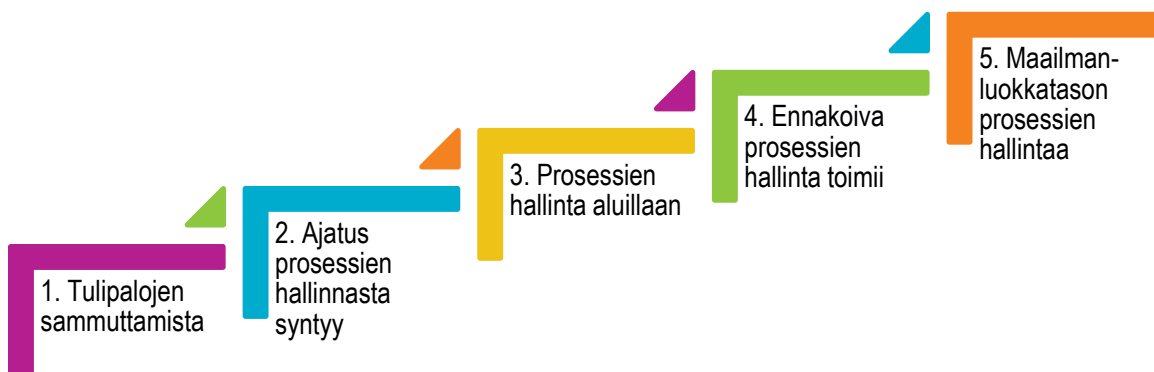 1. Tulipalojen
sammuttamista
2. Ajatus
prosessien
hallinnasta
syntyy
3. Prosessien
hallinta aluillaan
4. Ennakoiva
prosessien
hallinta toimii
5. Maailman-
luokkatason
prosessien
hallintaa